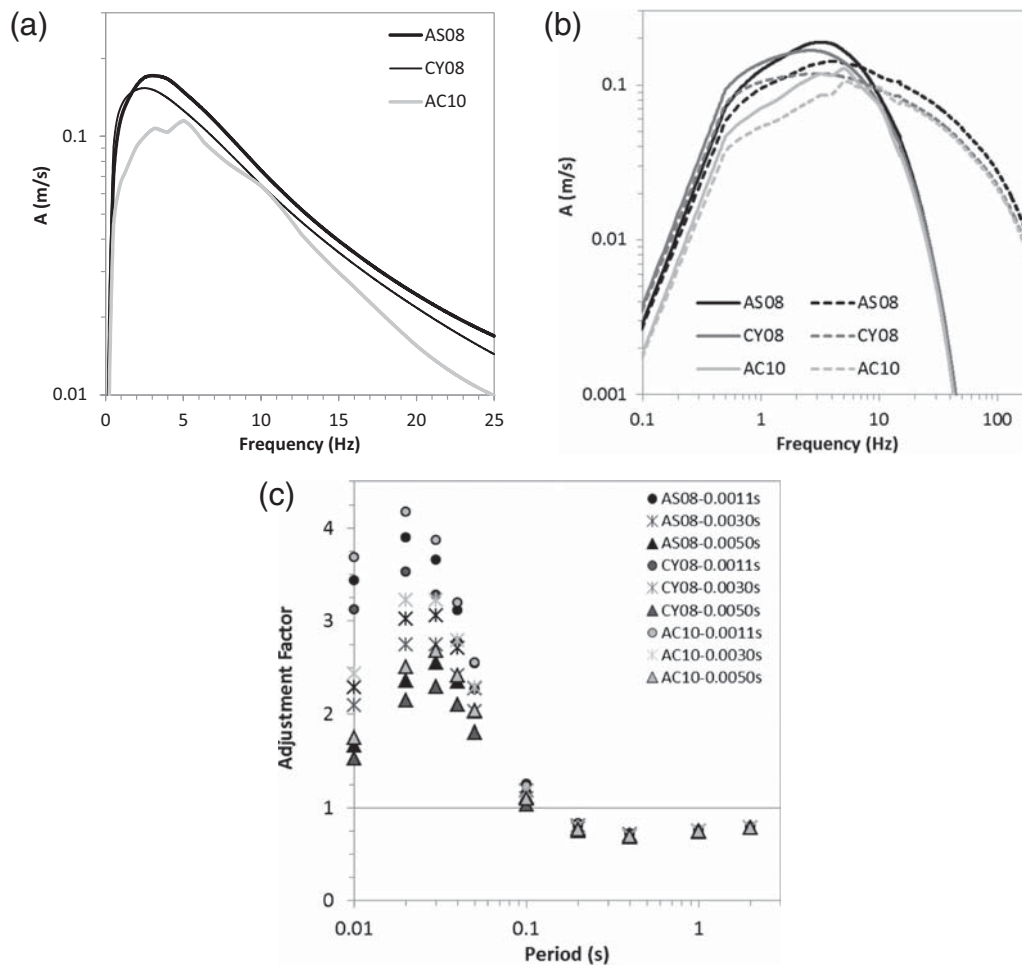 (a)
AS08
CY08
AC10
A (m/s)
0.1
0.01
0 5 10 15 20 25
Frequency (Hz)
(b)
A (m/s)
0.1
0.01
0.001
AS08 AS08
CY08 CY08
AC10 AC10
0.1 1 10 100
Frequency (Hz)
(c)
Adjustment Factor
4
3
2
1
0
AS08-0.0011s
AS08-0.0030s
AS08-0.0050s
CY08-0.0011s
CY08-0.0030s
CY08-0.0050s
AC10-0.0011s
AC10-0.0030s
AC10-0.0050s
0.01 0.1 1
Period (s)